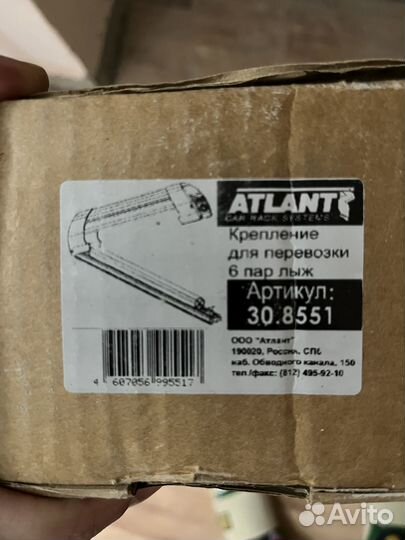 ATLANT
CAR RACK SYSTEMS
Крепление
для перевозки
6 пар лыж
Артикул:
30.8551
ООО "Атлант"
190020, Россия, СПб
наб. Обводного канала, 150
тел./факс: (812) 495-92-10
4 607056 995517
Avito